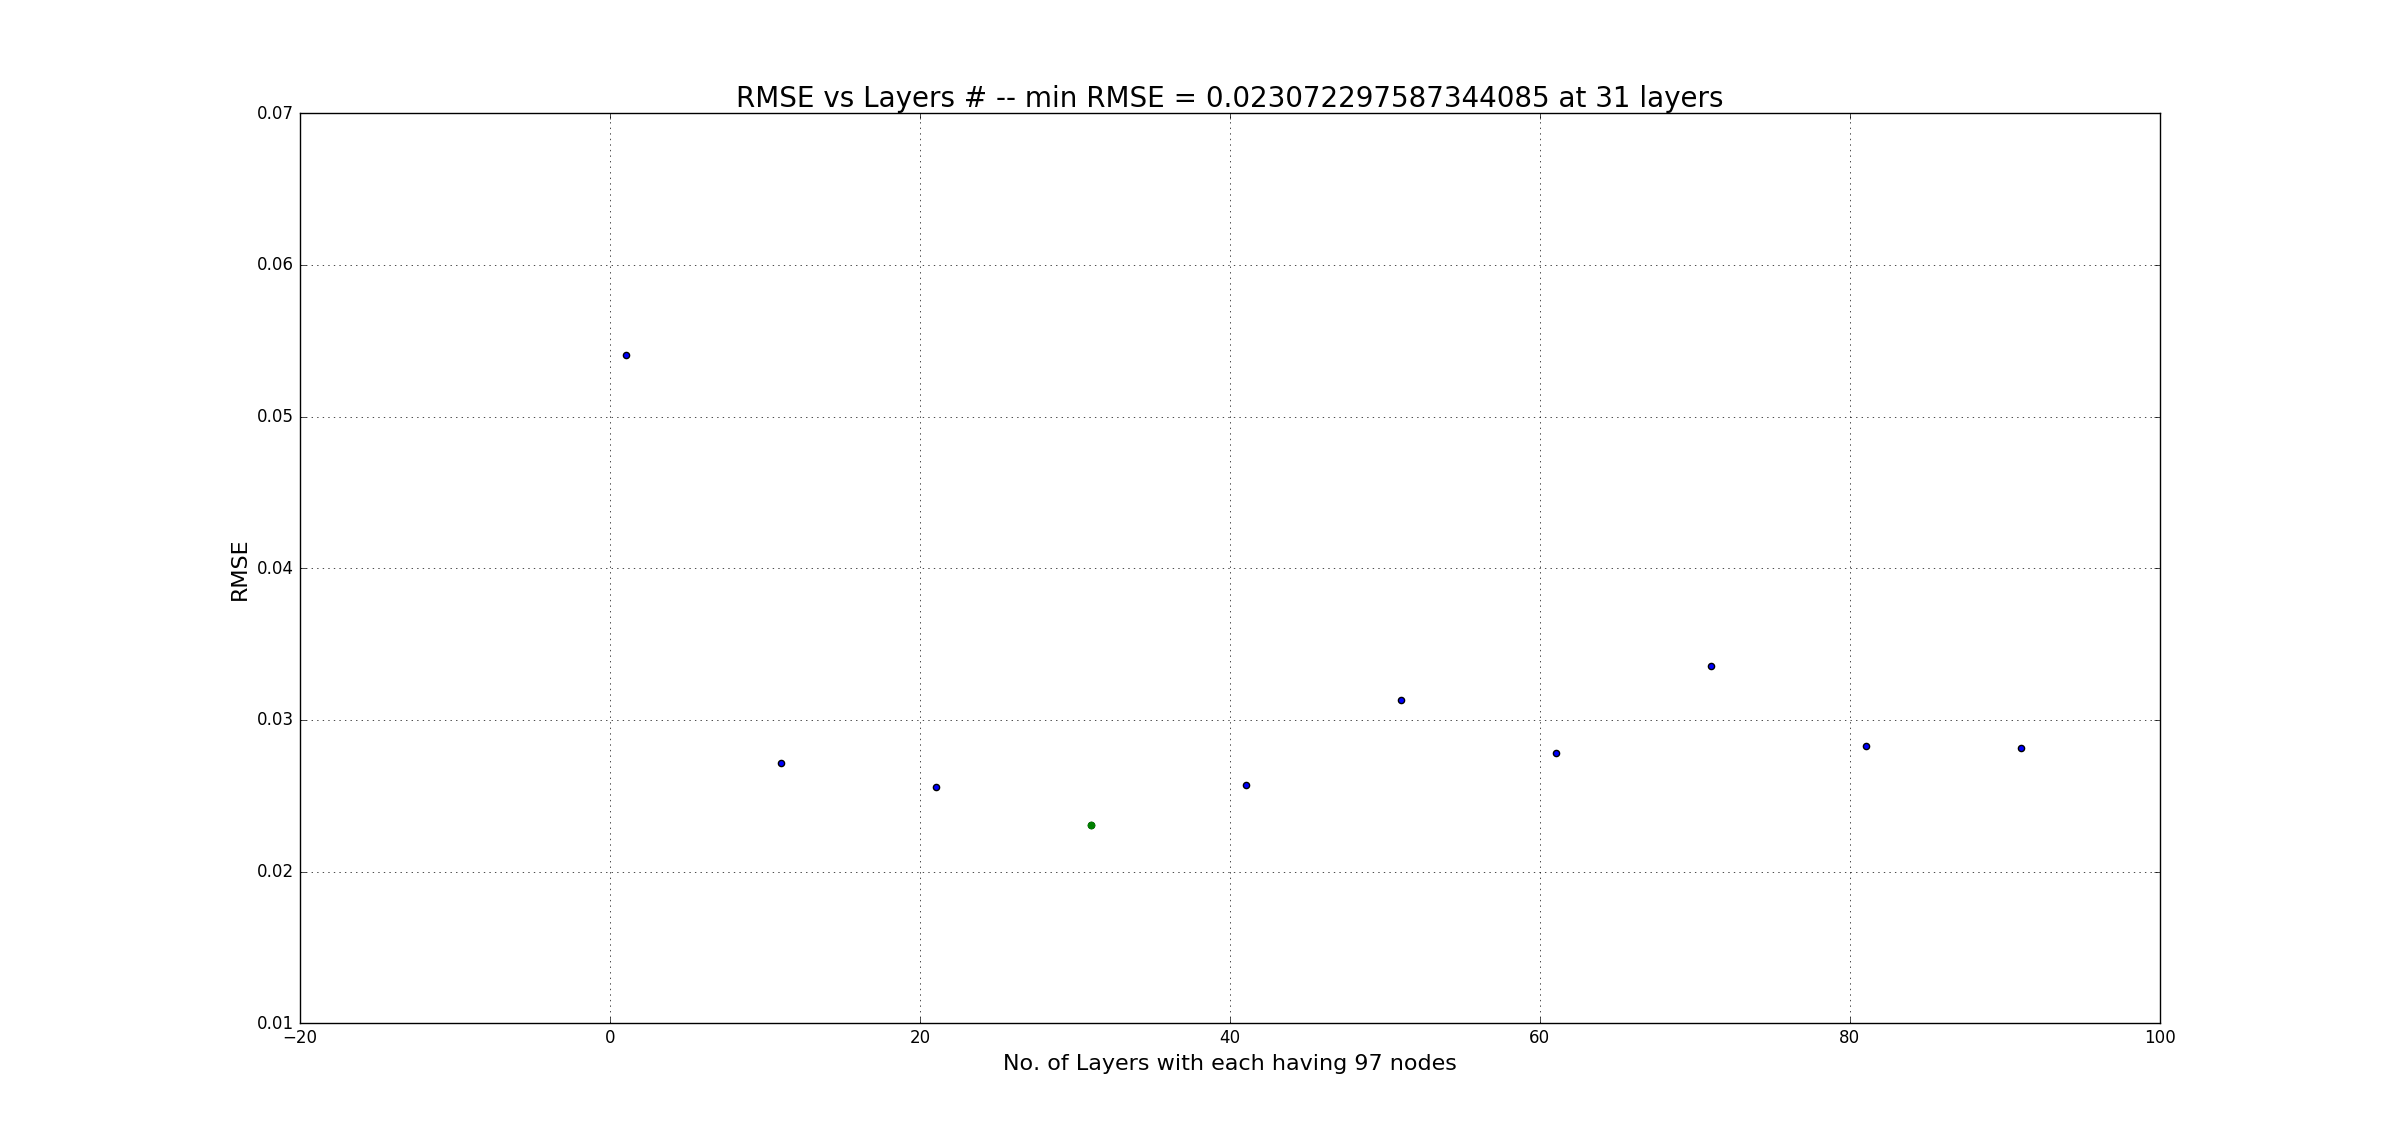 RMSE vs Layers # -- min RMSE = 0.023072297587344085 at 31 layers
0.07
0.06
0.05
0.04
0.03
0.02
0.01
RMSE
−20 0 20 40 60 80 100
No. of Layers with each having 97 nodes